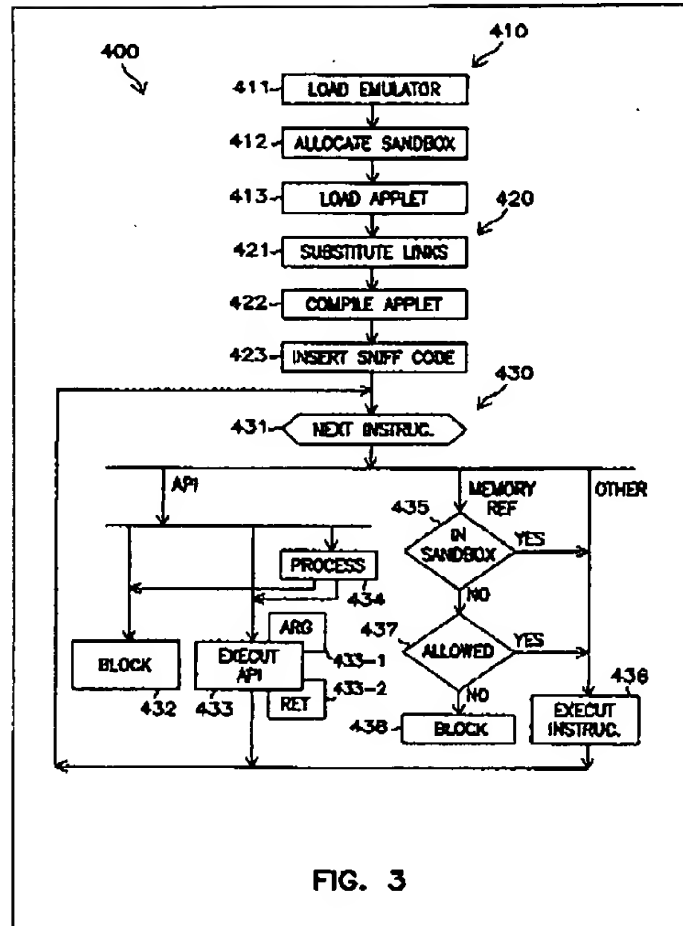 400
410
411 LOAD EMULATOR
412 ALLOCATE SANDBOX
413 LOAD APPLET
420
421 SUBSTITUTE LINKS
422 COMPILE APPLET
423 INSERT SNIFF CODE
430
431 NEXT INSTRUC.
API
MEMORY REF
OTHER
435
IN SANDBOX
YES
NO
PROCESS
434
437
ALLOWED
YES
NO
BLOCK
432
ARG
433-1
EXECUT API
433
RET
433-2
438
BLOCK
436
EXECUT INSTRUC.
FIG. 3